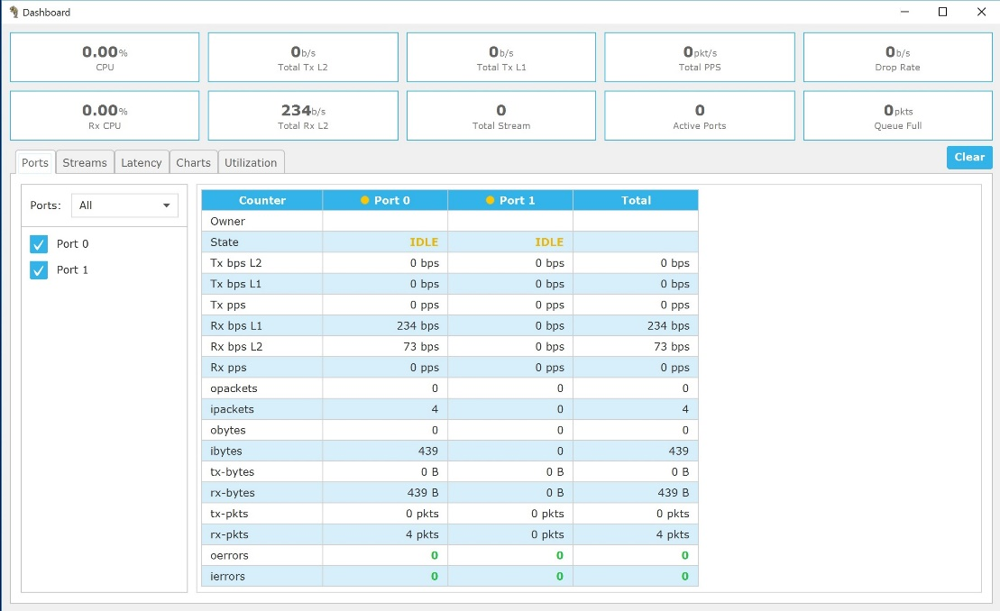 Dashboard
0.00% 0b/s 0b/s 0pkt/s 0b/s
CPU Total Tx L2 Total Tx L1 Total PPS Drop Rate
0.00% 234b/s 0 0 0pkts
Rx CPU Total Rx L2 Total Stream Active Ports Queue Full
Ports Streams Latency Charts Utilization Clear
Ports: All
Port 0
Port 1
Counter Port 0 Port 1 Total
Owner
State IDLE IDLE
Tx bps L2 0 bps 0 bps 0 bps
Tx bps L1 0 bps 0 bps 0 bps
Tx pps 0 pps 0 pps 0 pps
Rx bps L1 234 bps 0 bps 234 bps
Rx bps L2 73 bps 0 bps 73 bps
Rx pps 0 pps 0 pps 0 pps
opackets 0 0 0
ipackets 4 0 4
obytes 0 0 0
ibytes 439 0 439
tx-bytes 0 B 0 B 0 B
rx-bytes 439 B 0 B 439 B
tx-pkts 0 pkts 0 pkts 0 pkts
rx-pkts 4 pkts 0 pkts 4 pkts
oerrors 0 0 0
ierrors 0 0 0